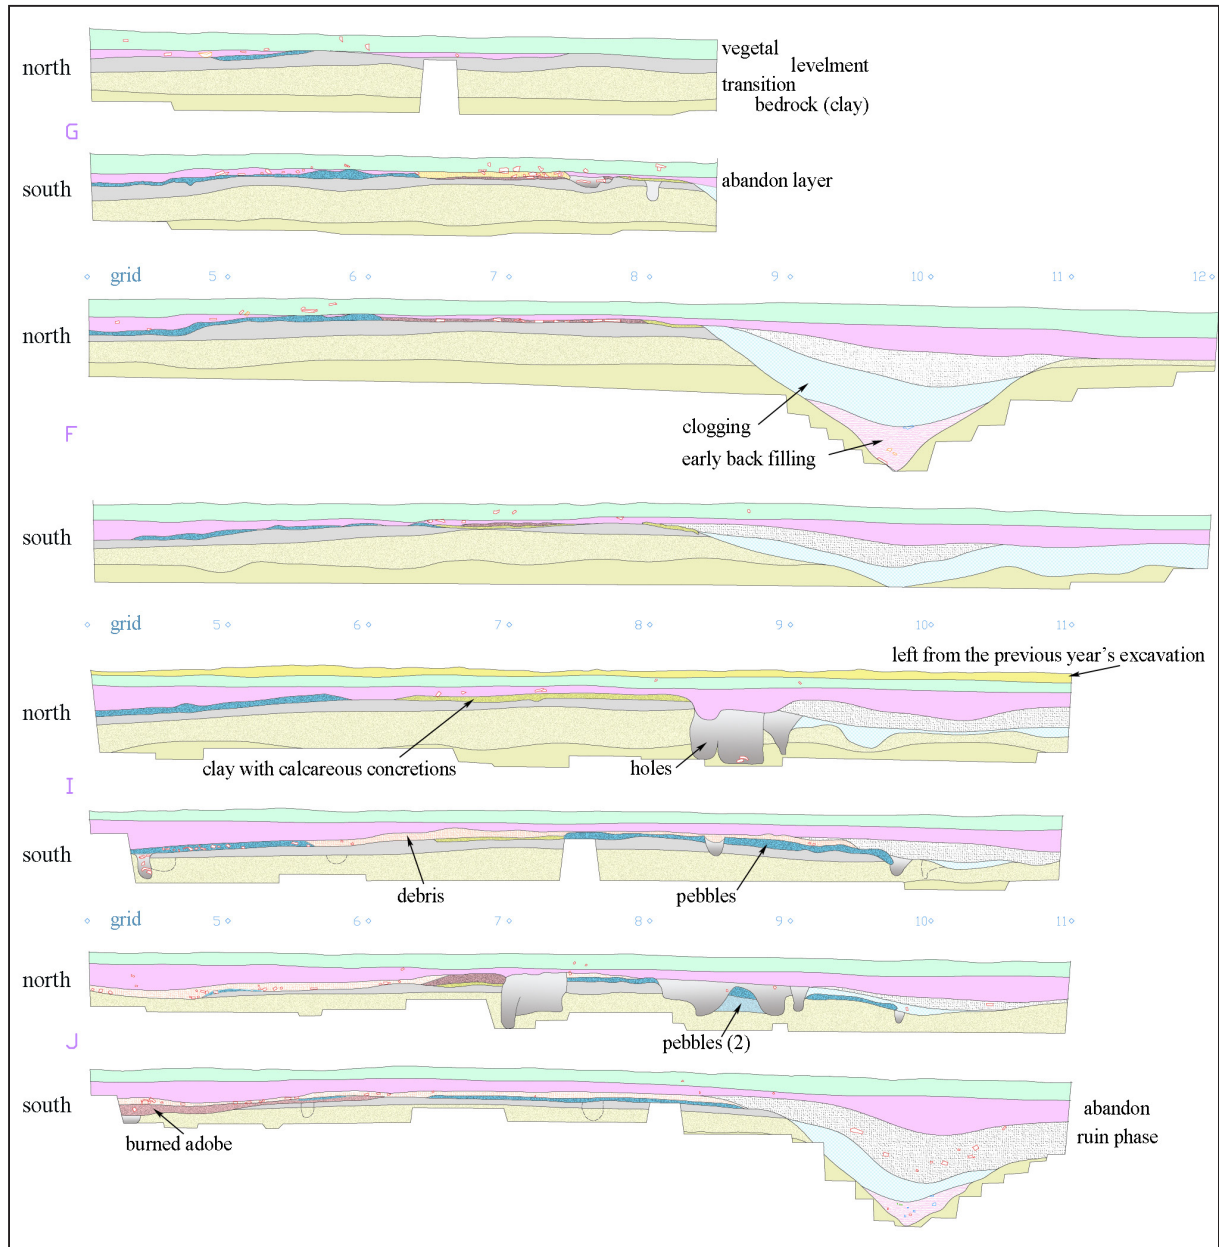 vegetal
north
levelment
transition
bedrock (clay)
G
south
abandon layer
grid 5 6 7 8 9 10 11 12
north
clogging
F
early back filling
south
grid 5 6 7 8 9 10 11
left from the previous year's excavation
north
clay with calcareous concretions
holes
I
south
debris
pebbles
grid 5 6 7 8 9 10 11
north
J
pebbles (2)
south
abandon
ruin phase
burned adobe